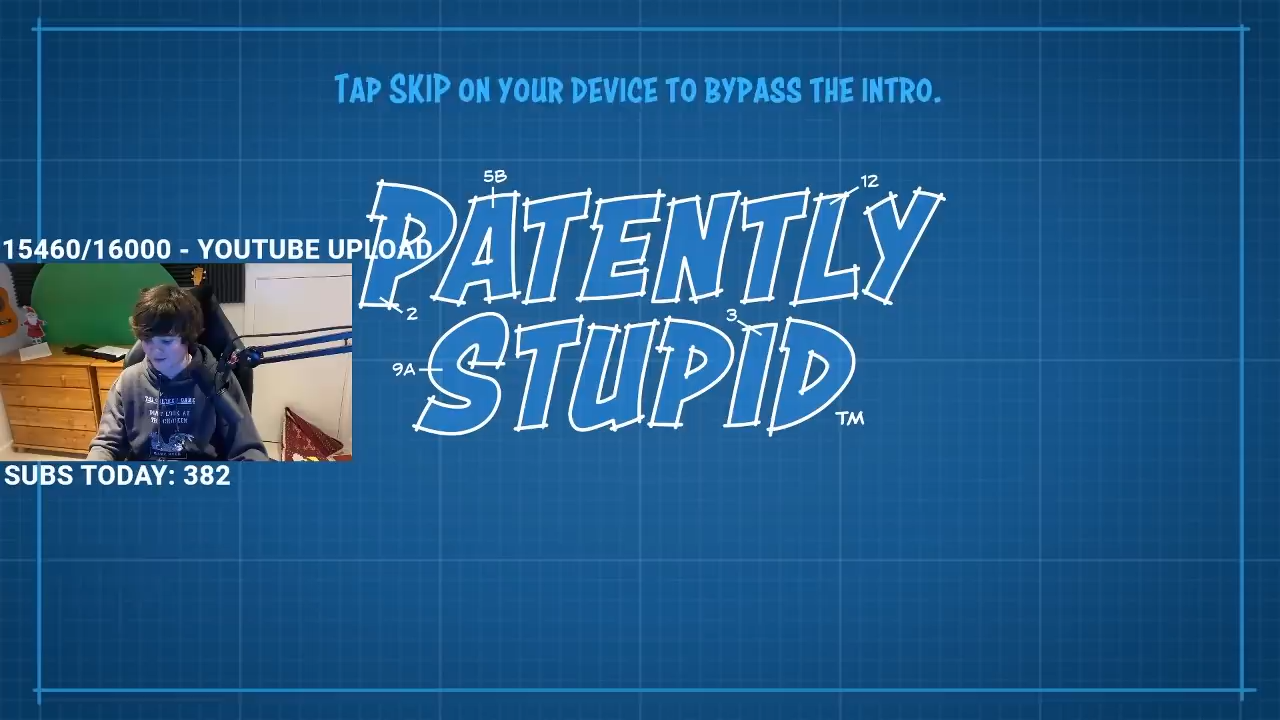 TAP SKIP ON YOUR DEVICE TO BYPASS THE INTRO.
5B
12
PATENTLY
15460/16000 - YOUTUBE UPLOAD
2
3
STUPID
9A
TM
SUBS TODAY: 382